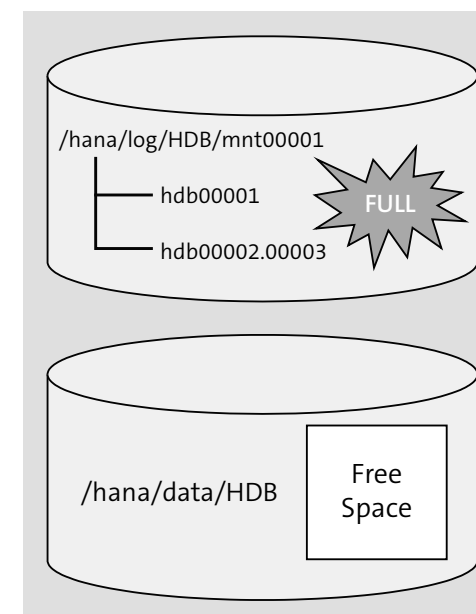 /hana/log/HDB/mnt00001
hdb00001
FULL
hdb00002.00003
/hana/data/HDB
Free
Space